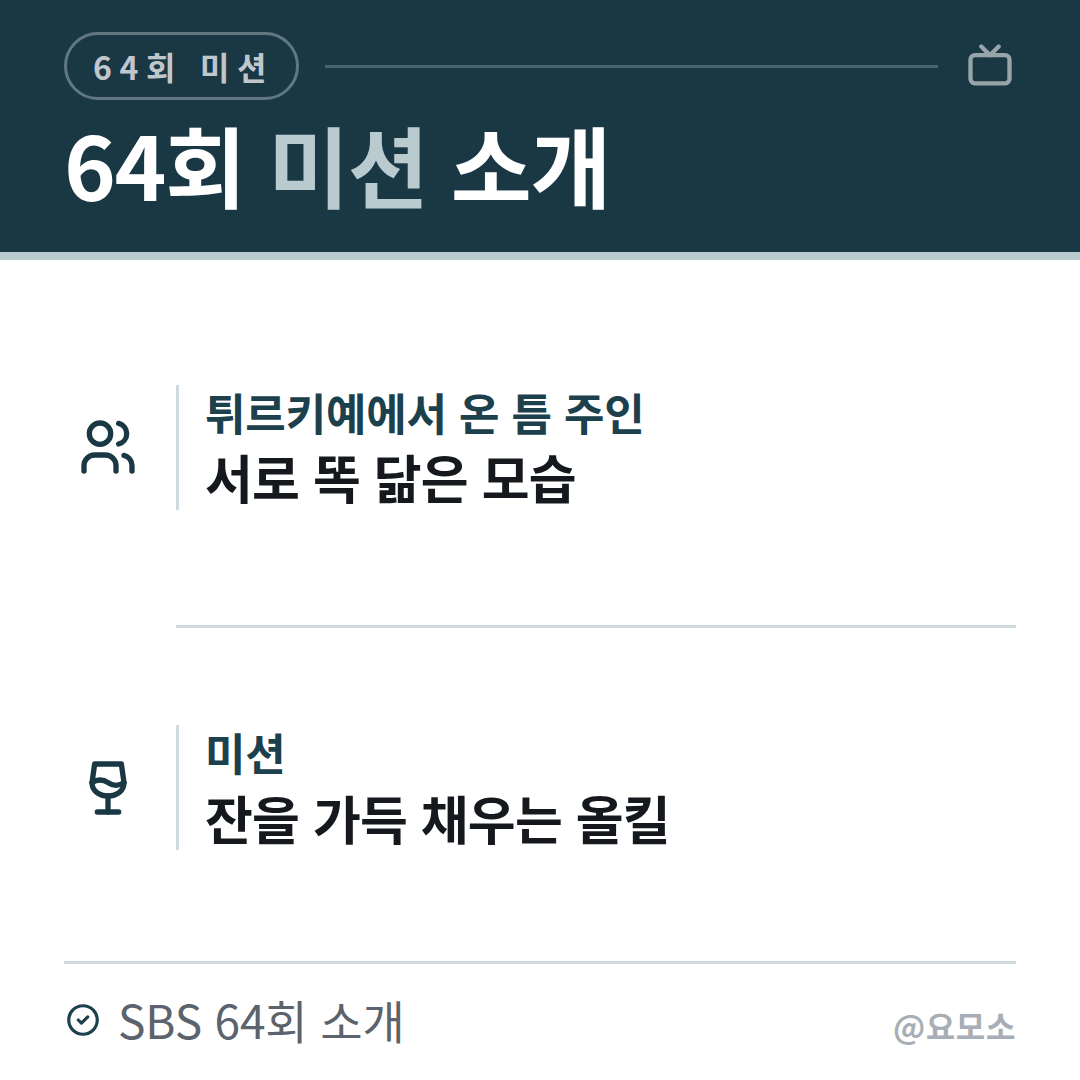 64회 미션
64회 미션 소개
튀르키예에서 온 틈 주인
서로 똑 닮은 모습
미션
잔을 가득 채우는 올킬
SBS 64회 소개
@요모소